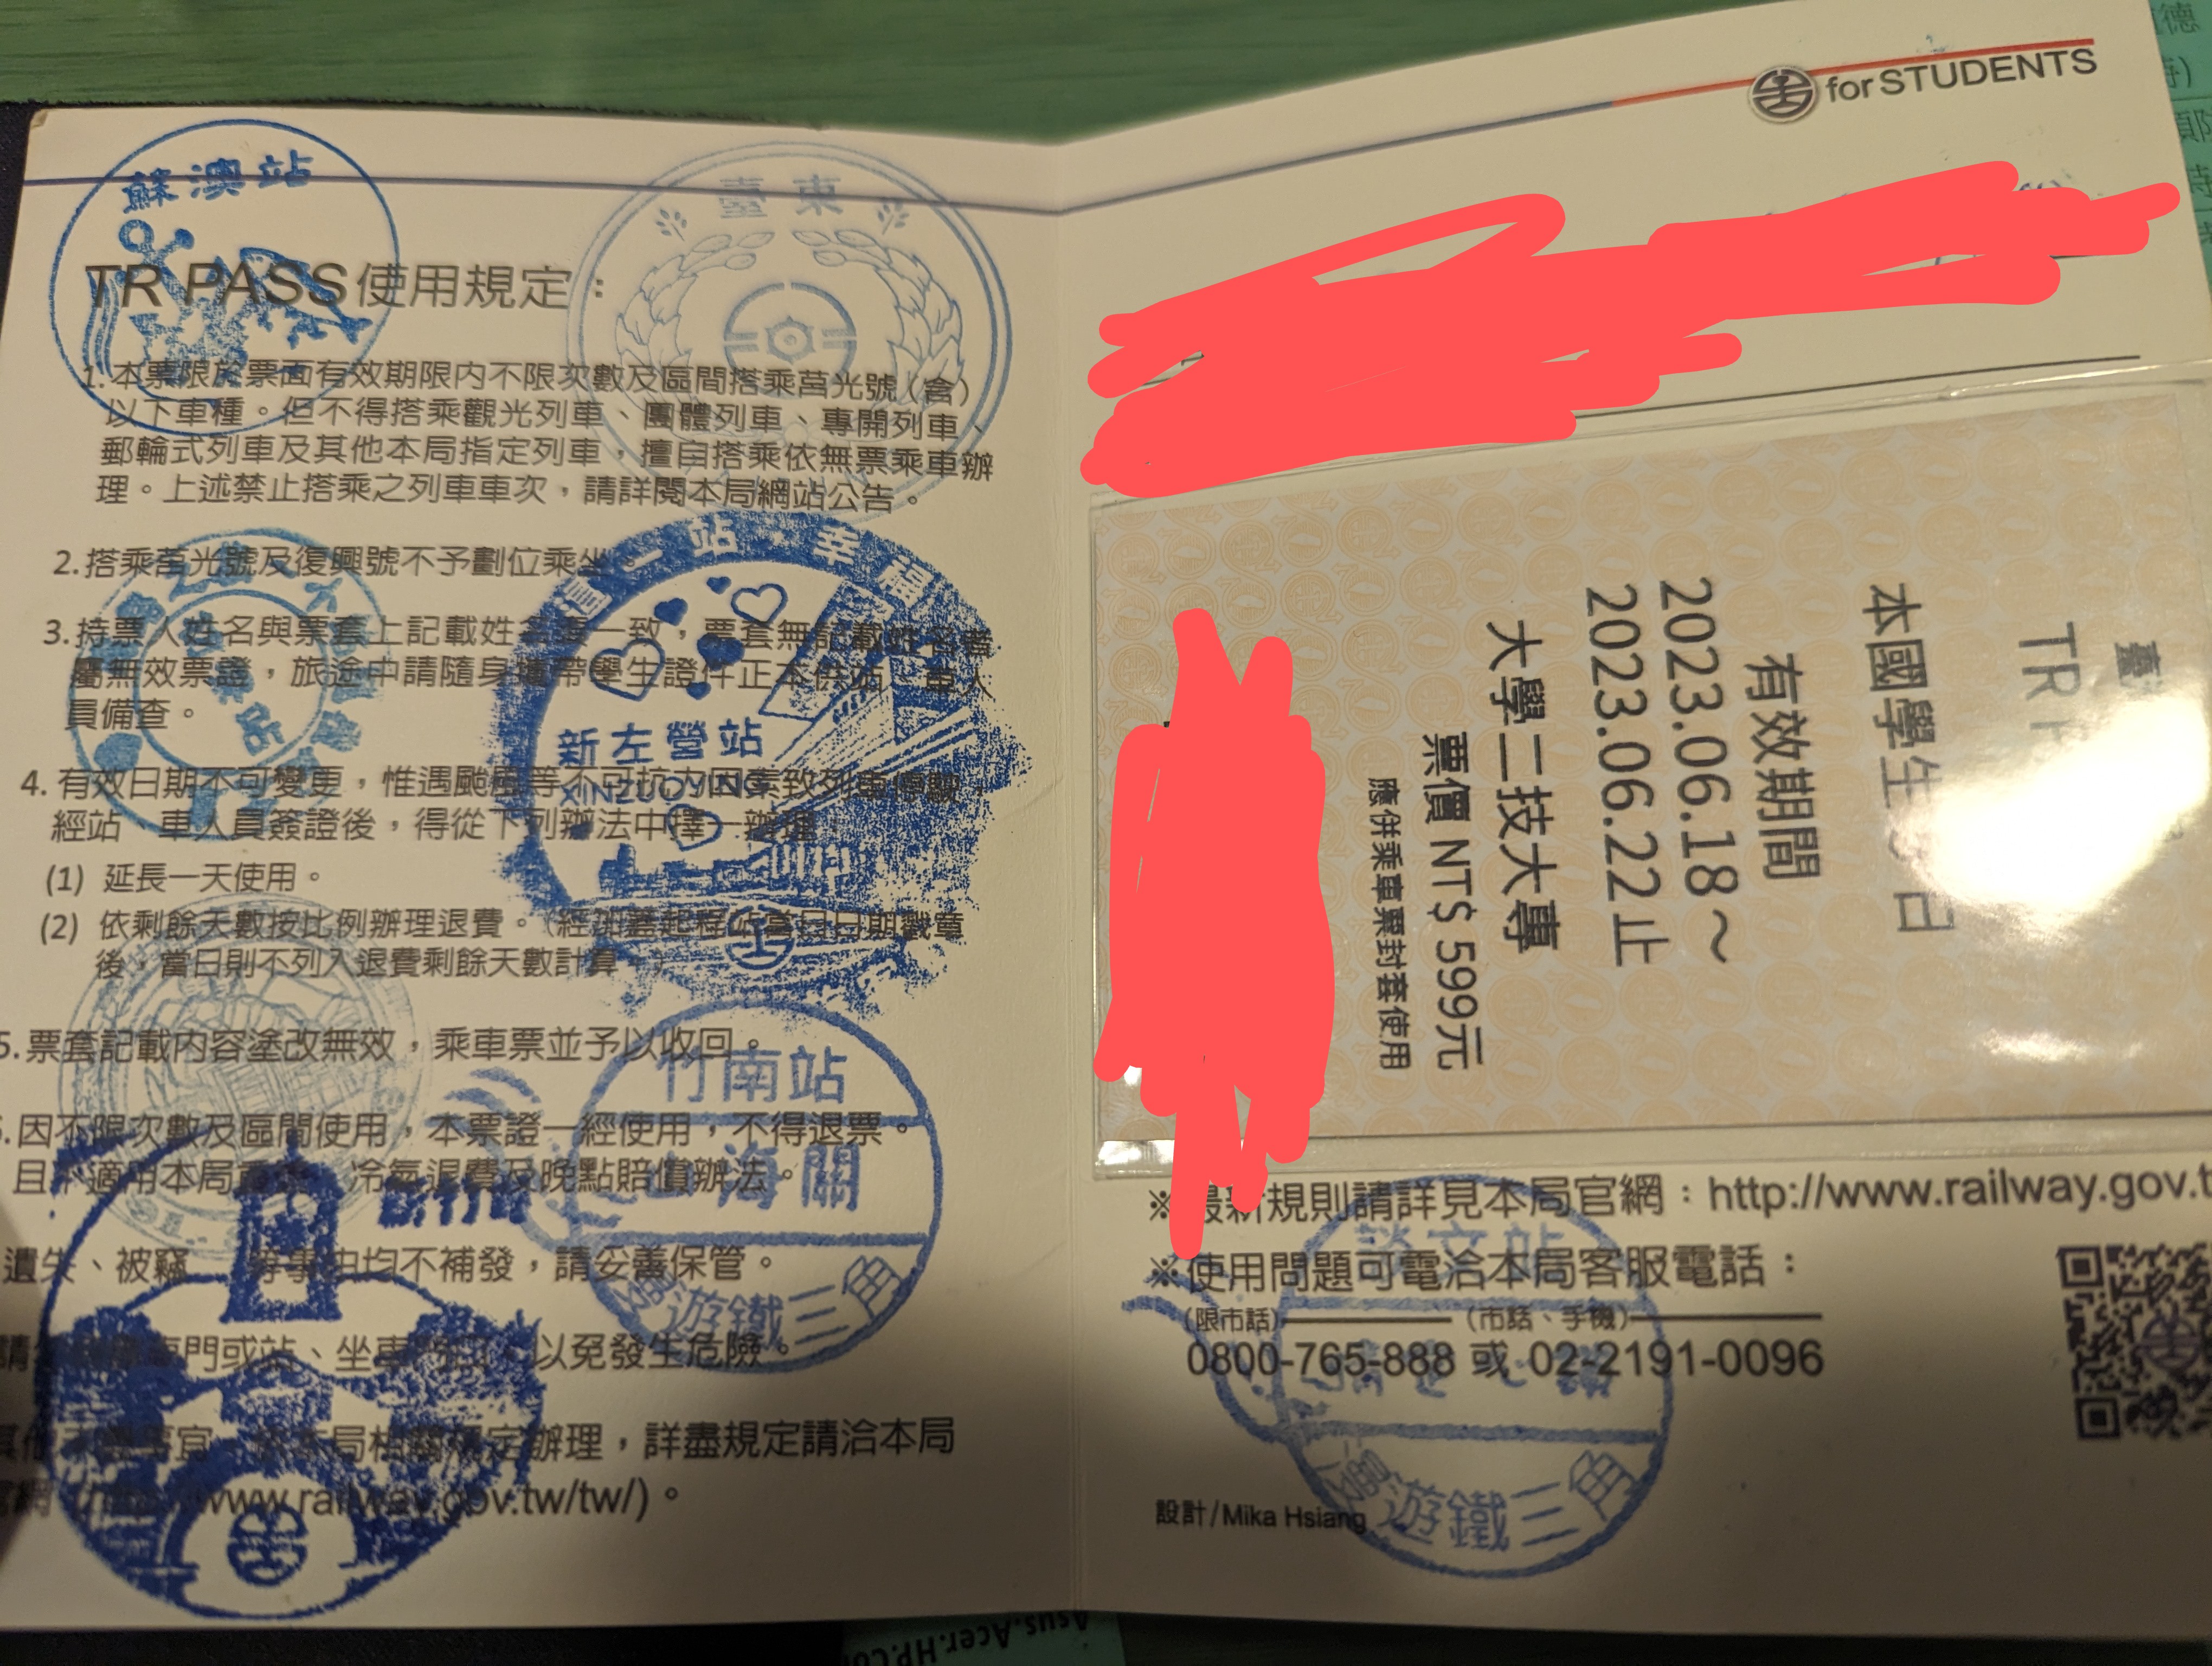 蘇澳站
臺東
TR PASS使用規定：
1.本票限於票面有效期限內不限次數及區間搭乘莒光號(含)
以下車種。但不得搭乘觀光列車、團體列車、專開列車、
郵輪式列車及其他本局指定列車，擅自搭乘依無票乘車辦
理。上述禁止搭乘之列車車次，請詳閱本局網站公告。
2.搭乘莒光號及復興號不予劃位乘坐。
3.持票人姓名與票套上記載姓名一致，票套無記載姓名者
屬無效票證，旅途中請隨身攜帶學生證件正本供站、車人
員備查。
4.有效日期不可變更，惟遇颱風等不可抗力因素致列車停駛，
經站 車人員簽證後，得從下列辦法中擇一辦理
(1) 延長一天使用。
(2) 依剩餘天數按比例辦理退費。(經加蓋起程站當日日期戳章
後，當日則不列入退費剩餘天數計算。)
5.票套記載內容塗改無效，乘車票並予以收回。
因不限次數及區間使用，本票證一經使用，不得退票。
且不適用本局 冷氣退費及晚點賠償辦法。
遺失、被竊 等事由均不補發，請妥善保管。
車門或站、坐車 以免發生危險。
宜 局相關規定辦理，詳盡規定請洽本局
www.railway.gov.tw/tw/)。
一站 幸福
新左營站
XINZUOYING
竹南站
山海關
遊鐵三角
新竹站
for STUDENTS
TR
本國學生 日
有效期間
2023.06.18～
2023.06.22止
大學二技大專
票價 NT$ 599元
應併乘車票封套使用
※最新規則請詳見本局官網：http://www.railway.gov.t
※使用問題可電洽本局客服電話：
(限市話) (市話、手機)
0800-765-888 或 02-2191-0096
談文站
遊鐵三角
設計/Mika Hsiang
Asus.Acer.HP.Co